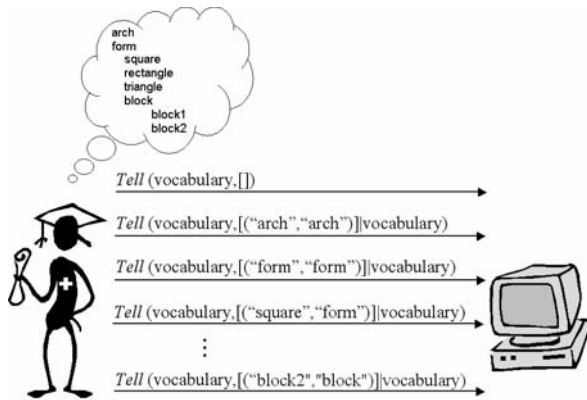 arch
form
square
rectangle
triangle
block
block1
block2
Tell (vocabulary,[])
Tell (vocabulary,[(“arch”,“arch”)]|vocabulary)
Tell (vocabulary,[(“form”,“form”)]|vocabulary)
Tell (vocabulary,[(“square”,“form”)]|vocabulary)
⋮
Tell (vocabulary,[(“block2","block")]|vocabulary)